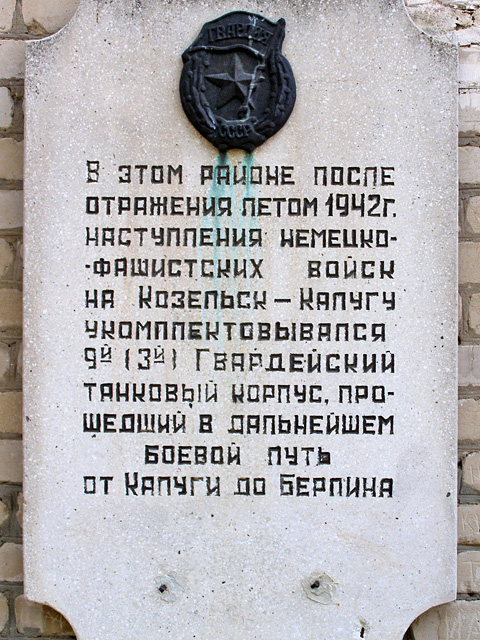 ГВАРДИЯ
СССР
В ЭТОМ РАЙОНЕ ПОСЛЕ
ОТРАЖЕНИЯ ЛЕТОМ 1942г.
НАСТУПЛЕНИЯ НЕМЕЦКО-
-ФАШИСТСКИХ ВОЙСК
НА КОЗЕЛЬСК – КАЛУГУ
УКОМПЛЕКТОВЫВАЛСЯ
9й (3й) ГВАРДЕЙСКИЙ
ТАНКОВЫЙ КОРПУС, ПРО-
ШЕДШИЙ В ДАЛЬНЕЙШЕМ
БОЕВОЙ ПУТЬ
ОТ КАЛУГИ ДО БЕРЛИНА